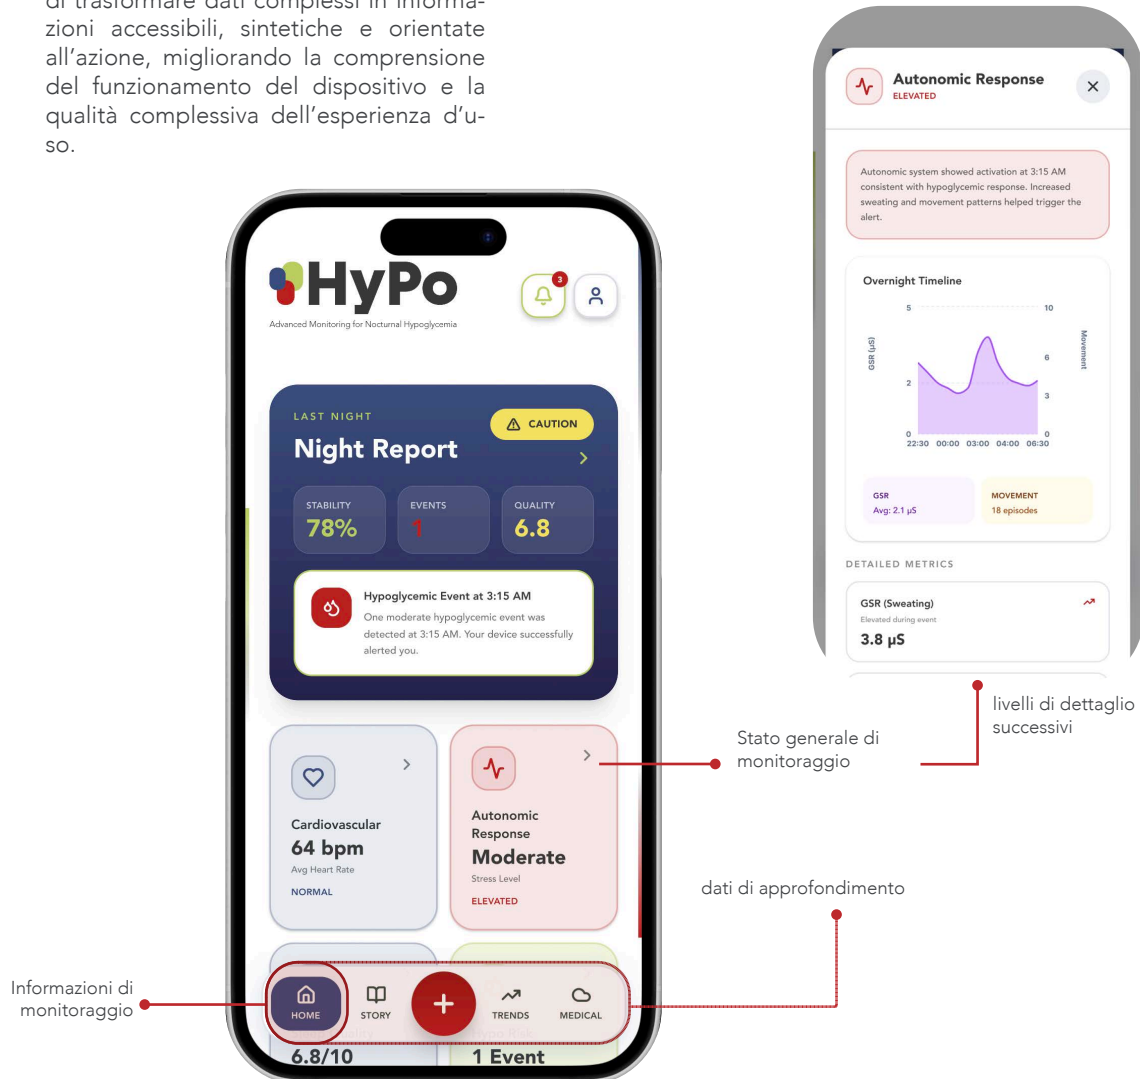 di trasformare dati complessi in informa-
zioni accessibili, sintetiche e orientate
all'azione, migliorando la comprensione
del funzionamento del dispositivo e la
qualità complessiva dell'esperienza d'u-
so.
HyPo
3
Advanced Monitoring for Nocturnal Hypoglycemia
LAST NIGHT
CAUTION
Night Report
STABILITY
78%
EVENTS
1
QUALITY
6.8
Hypoglycemic Event at 3:15 AM
One moderate hypoglycemic event was
detected at 3:15 AM. Your device successfully
alerted you.
Cardiovascular
64 bpm
Avg Heart Rate
NORMAL
Autonomic
Response
Moderate
Stress Level
ELEVATED
HOME
STORY
+
TRENDS
MEDICAL
6.8/10
Hypo Risk
1 Event
Autonomic Response
ELEVATED
Autonomic system showed activation at 3:15 AM
consistent with hypoglycemic response. Increased
sweating and movement patterns helped trigger the
alert.
Overnight Timeline
5
2
0
GSR (µS)
10
6
3
0
Movement
22:30 00:00 03:00 04:00 06:30
GSR
Avg: 2.1 µS
MOVEMENT
18 episodes
DETAILED METRICS
GSR (Sweating)
Elevated during event
3.8 µS
livelli di dettaglio
successivi
Stato generale di
monitoraggio
dati di approfondimento
Informazioni di
monitoraggio